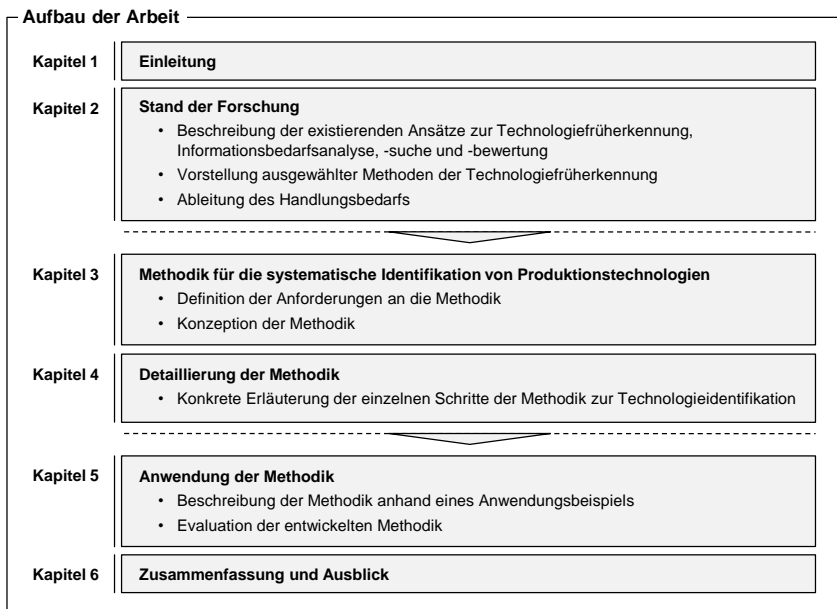 Aufbau der Arbeit
Kapitel 1
Einleitung
Kapitel 2
Stand der Forschung
• Beschreibung der existierenden Ansätze zur Technologiefrüherkennung,
Informationsbedarfsanalyse, -suche und -bewertung
• Vorstellung ausgewählter Methoden der Technologiefrüherkennung
• Ableitung des Handlungsbedarfs
Kapitel 3
Methodik für die systematische Identifikation von Produktionstechnologien
• Definition der Anforderungen an die Methodik
• Konzeption der Methodik
Kapitel 4
Detaillierung der Methodik
• Konkrete Erläuterung der einzelnen Schritte der Methodik zur Technologieidentifikation
Kapitel 5
Anwendung der Methodik
• Beschreibung der Methodik anhand eines Anwendungsbeispiels
• Evaluation der entwickelten Methodik
Kapitel 6
Zusammenfassung und Ausblick